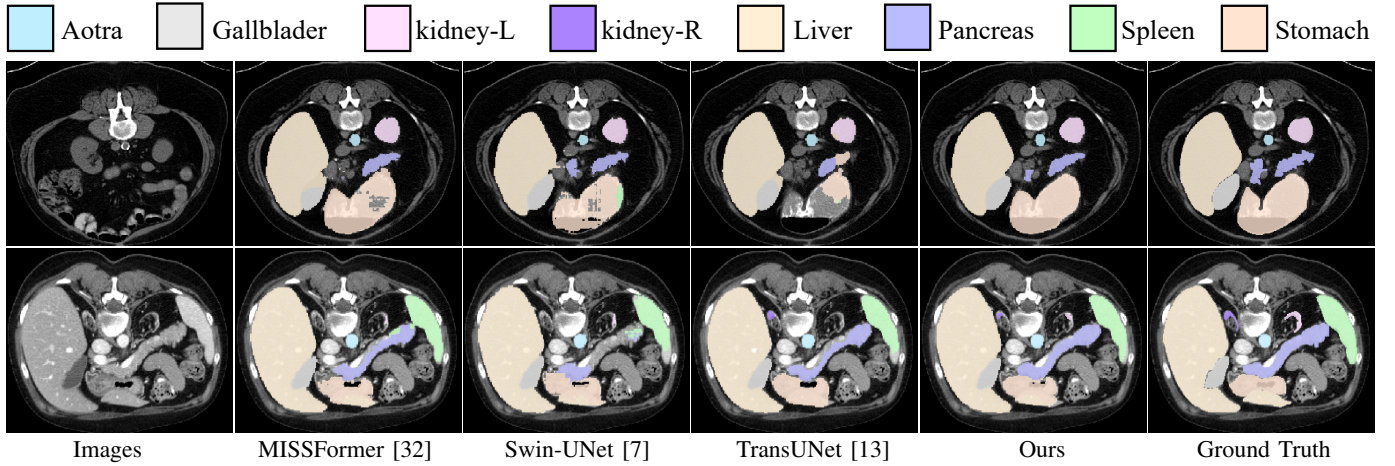 Aotra Gallblader kidney-L kidney-R Liver Pancreas Spleen Stomach
Images MISSFormer [32] Swin-UNet [7] TransUNet [13] Ours Ground Truth